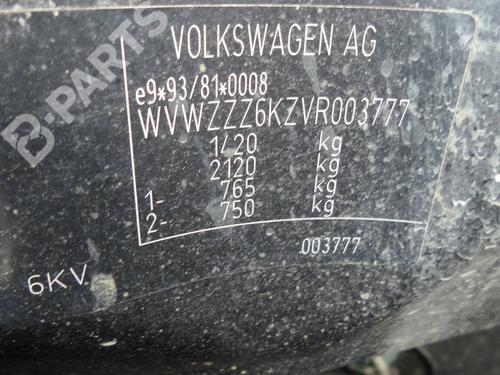 B-PARTS
VOLKSWAGEN AG
e9*93/81*0008
WVWZZZ6KZVR003777
1420 kg
2120 kg
1- 765 kg
2- 750 kg
003777
6KV